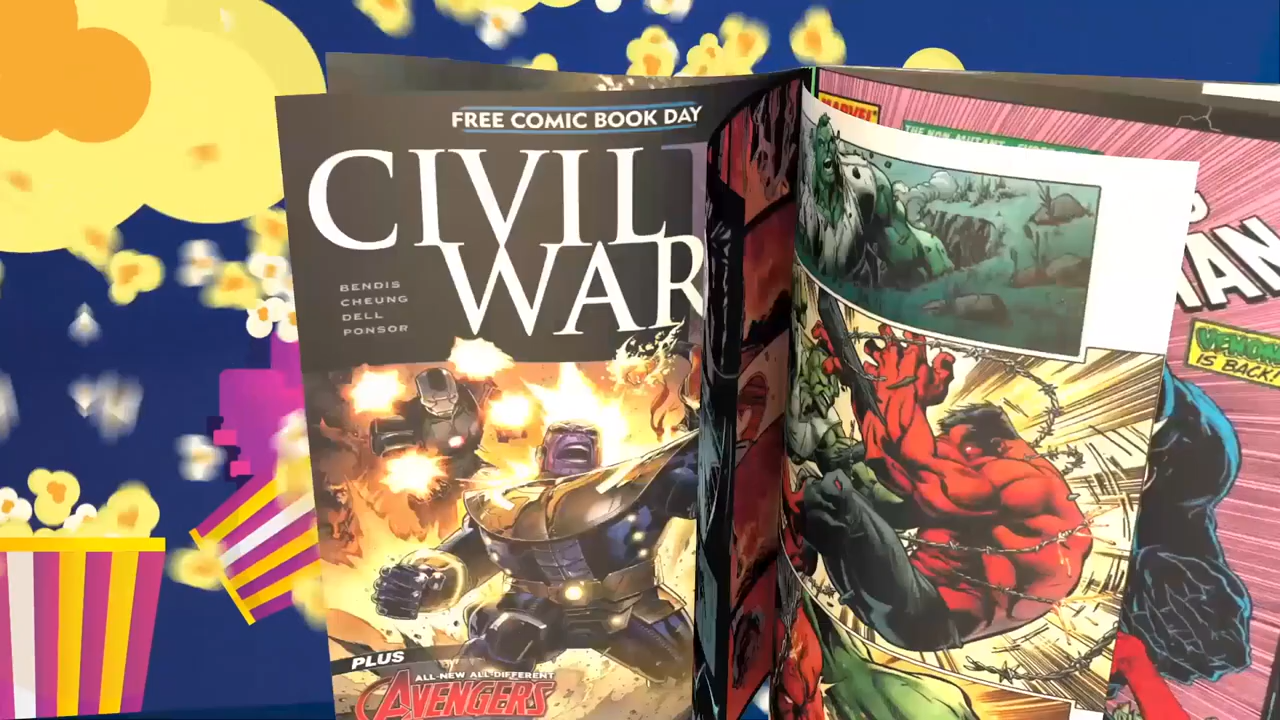 FREE COMIC BOOK DAY
CIVIL
WAR
BENDIS
CHEUNG
DELL
PONSOR
PLUS
ALL-NEW ALL-DIFFERENT
AVENGERS
MARVEL
THE NON-MUTANT
VENOM
IS BACK!